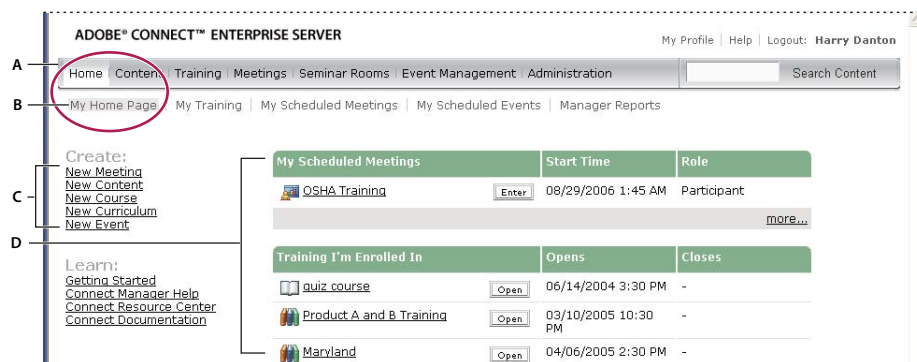 ADOBE® CONNECT™ ENTERPRISE SERVER
My Profile | Help | Logout: Harry Danton
A
Home | Content | Training | Meetings | Seminar Rooms | Event Management | Administration
Search Content
B
My Home Page | My Training | My Scheduled Meetings | My Scheduled Events | Manager Reports
Create:
New Meeting
New Content
C
New Course
New Curriculum
New Event
D
Learn:
Getting Started
Connect Manager Help
Connect Resource Center
Connect Documentation
My Scheduled Meetings Start Time Role
OSHA Training Enter 08/29/2006 1:45 AM Participant
more...
Training I'm Enrolled In Opens Closes
quiz course Open 06/14/2004 3:30 PM -
Product A and B Training Open 03/10/2005 10:30 PM -
Maryland Open 04/06/2005 2:30 PM -